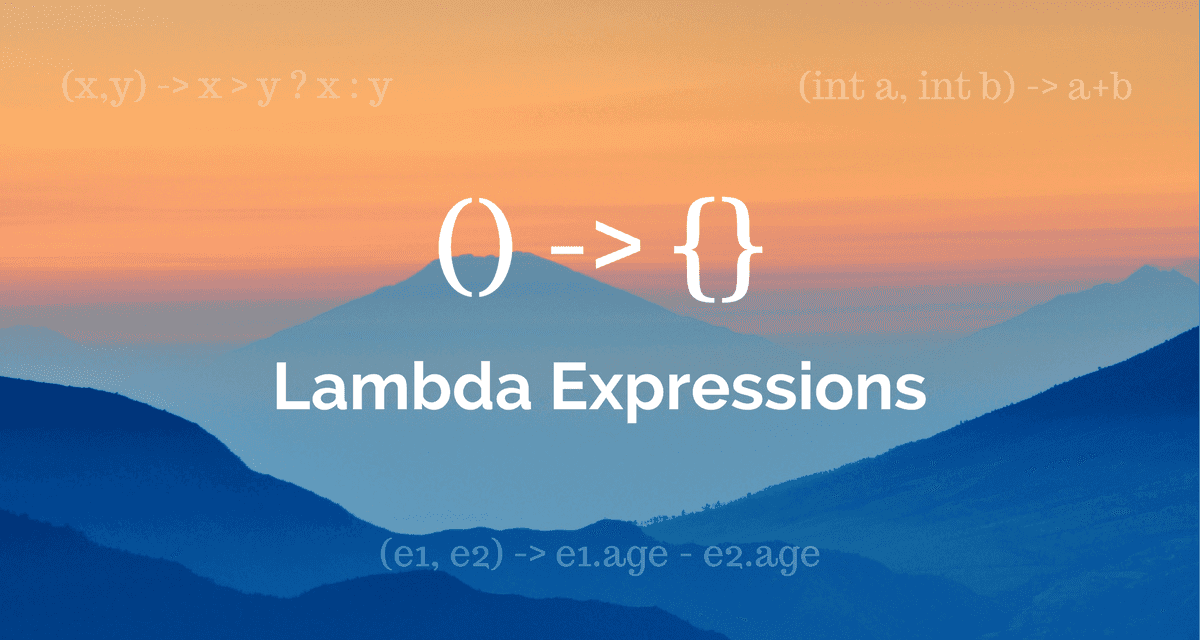 (x,y) -> x > y ? x : y
(int a, int b) -> a+b
() -> {}
Lambda Expressions
(e1, e2) -> e1.age - e2.age